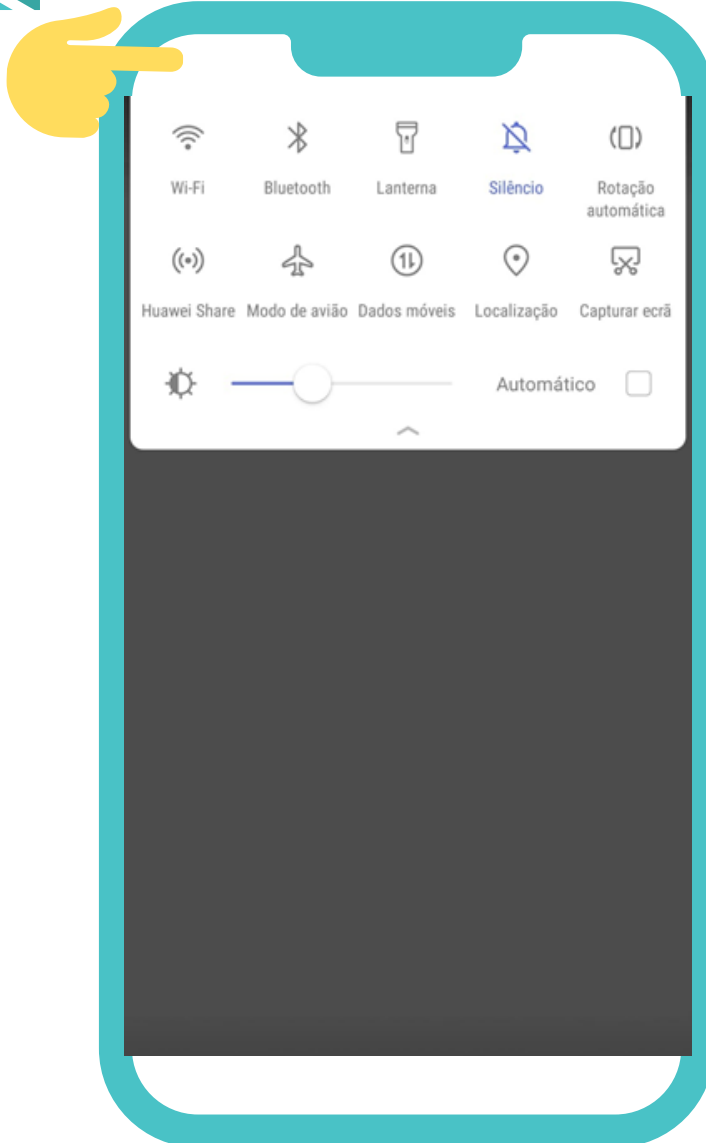 Wi-Fi Bluetooth Lanterna Silêncio Rotação
automática
Huawei Share Modo de avião Dados móveis Localização Capturar ecrã
Automático